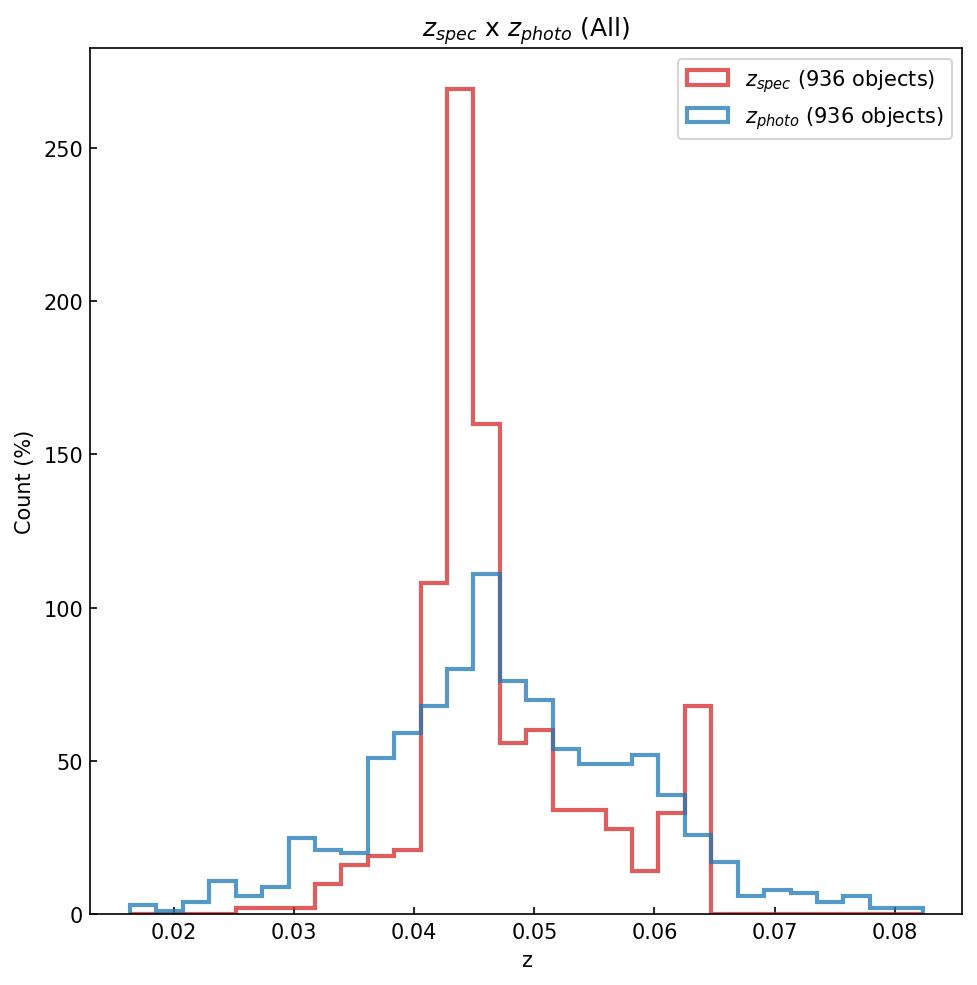 z_spec x z_photo (All)
z_spec (936 objects)
z_photo (936 objects)
Count (%)
250
200
150
100
50
0
0.02 0.03 0.04 0.05 0.06 0.07 0.08
z